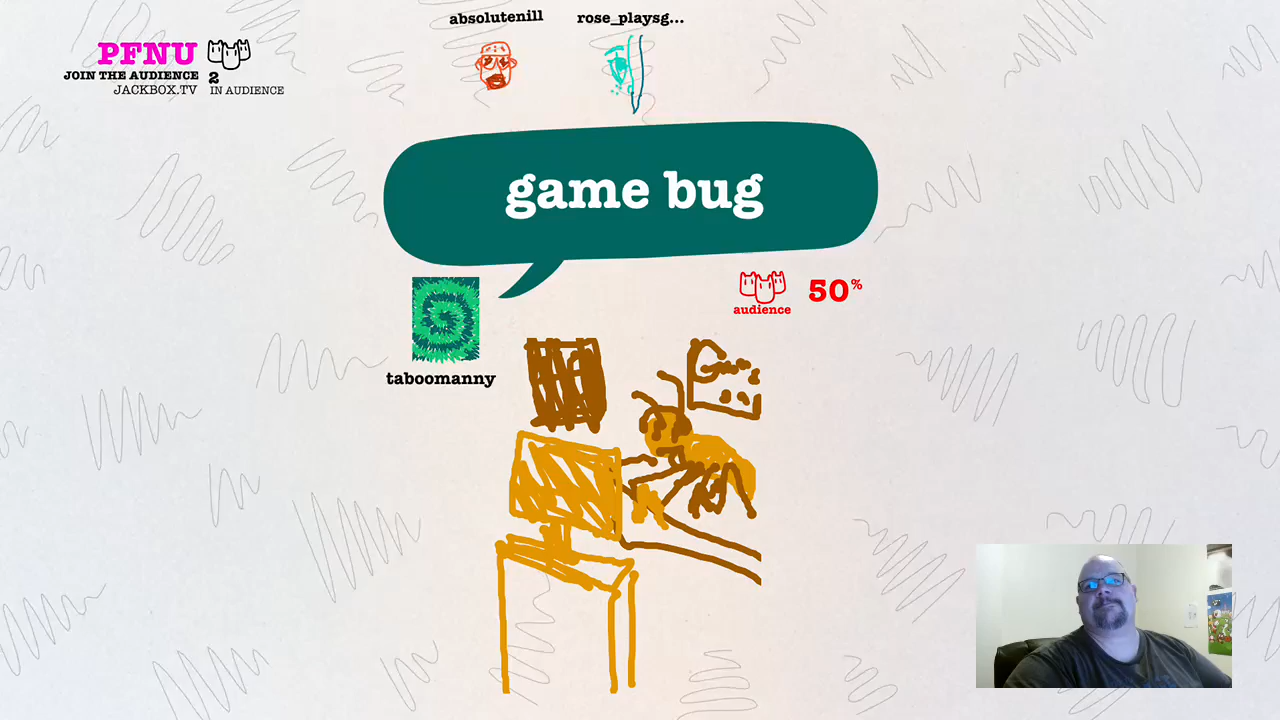 absolutenill
rose_playsg...
PFNU
JOIN THE AUDIENCE
2
JACKBOX.TV
IN AUDIENCE
game bug
50%
audience
taboomanny